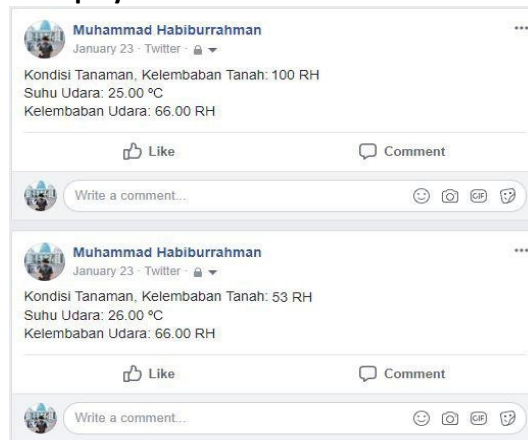 Muhammad Habiburrahman
January 23 · Twitter ·
Kondisi Tanaman, Kelembaban Tanah: 100 RH
Suhu Udara: 25.00 ºC
Kelembaban Udara: 66.00 RH
Like Comment
Write a comment... GIF
Muhammad Habiburrahman
January 23 · Twitter ·
Kondisi Tanaman, Kelembaban Tanah: 53 RH
Suhu Udara: 26.00 ºC
Kelembaban Udara: 66.00 RH
Like Comment
Write a comment... GIF